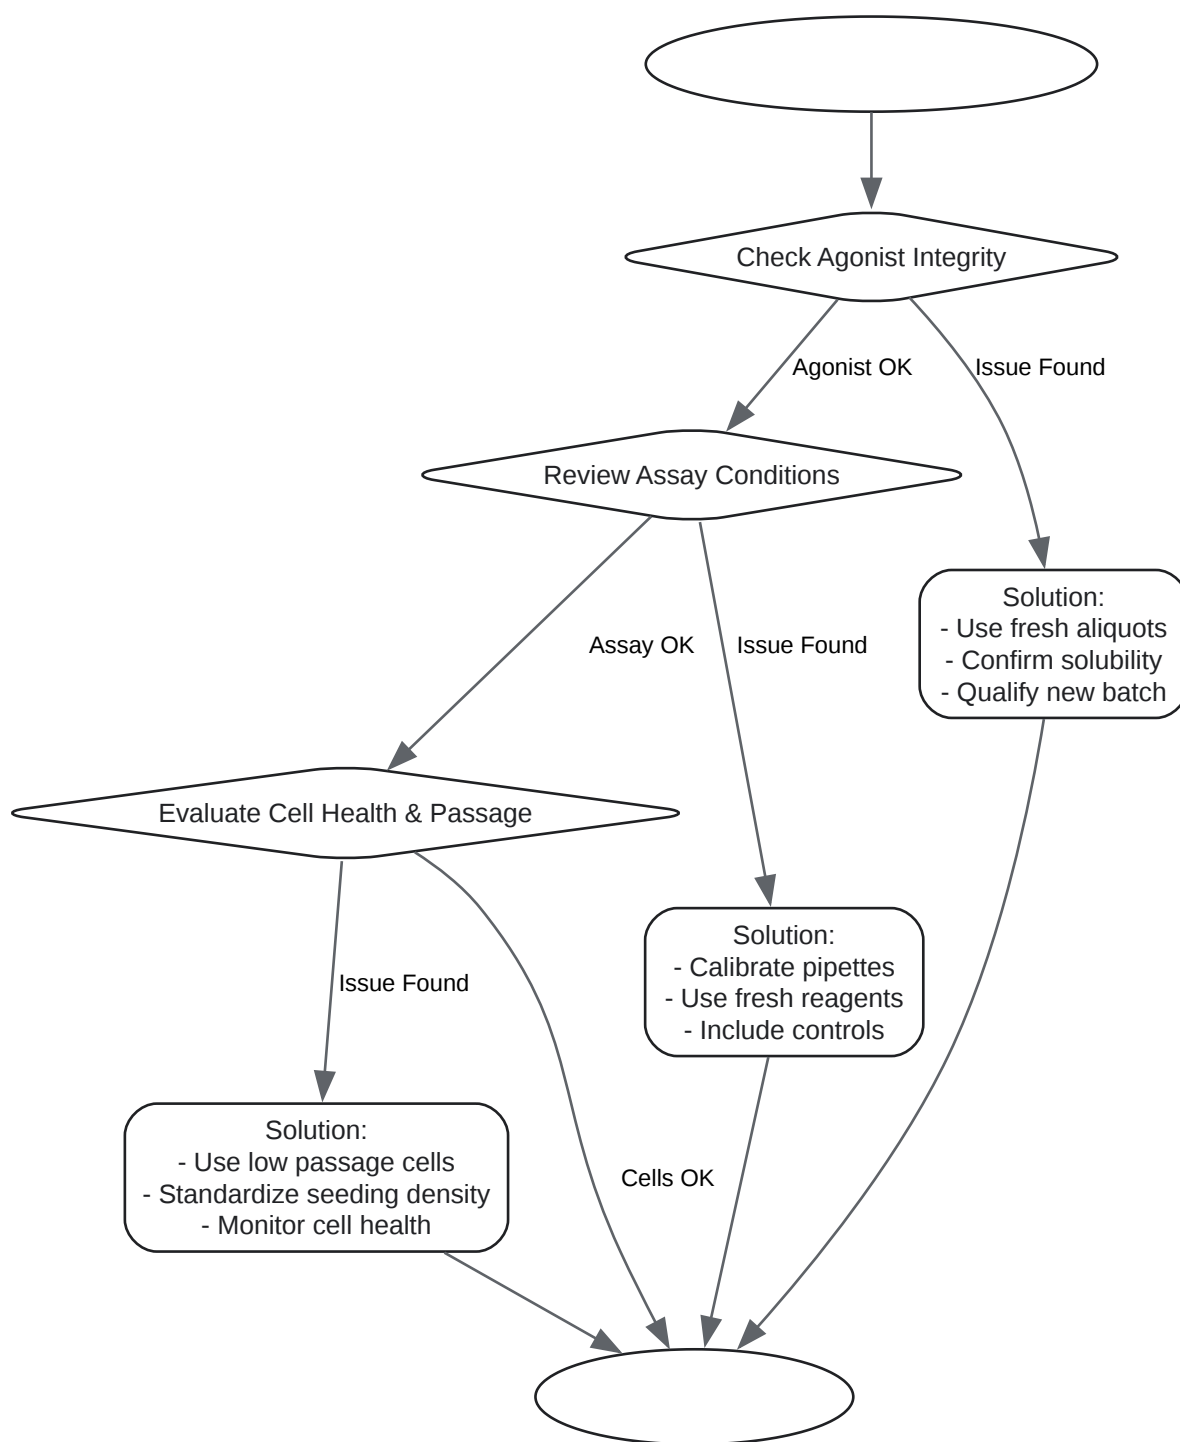 Check Agonist Integrity
Agonist OK
Issue Found
Review Assay Conditions
Solution:
- Use fresh aliquots
- Confirm solubility
- Qualify new batch
Assay OK
Issue Found
Evaluate Cell Health & Passage
Solution:
- Calibrate pipettes
- Use fresh reagents
- Include controls
Issue Found
Solution:
- Use low passage cells
- Standardize seeding density
- Monitor cell health
Cells OK